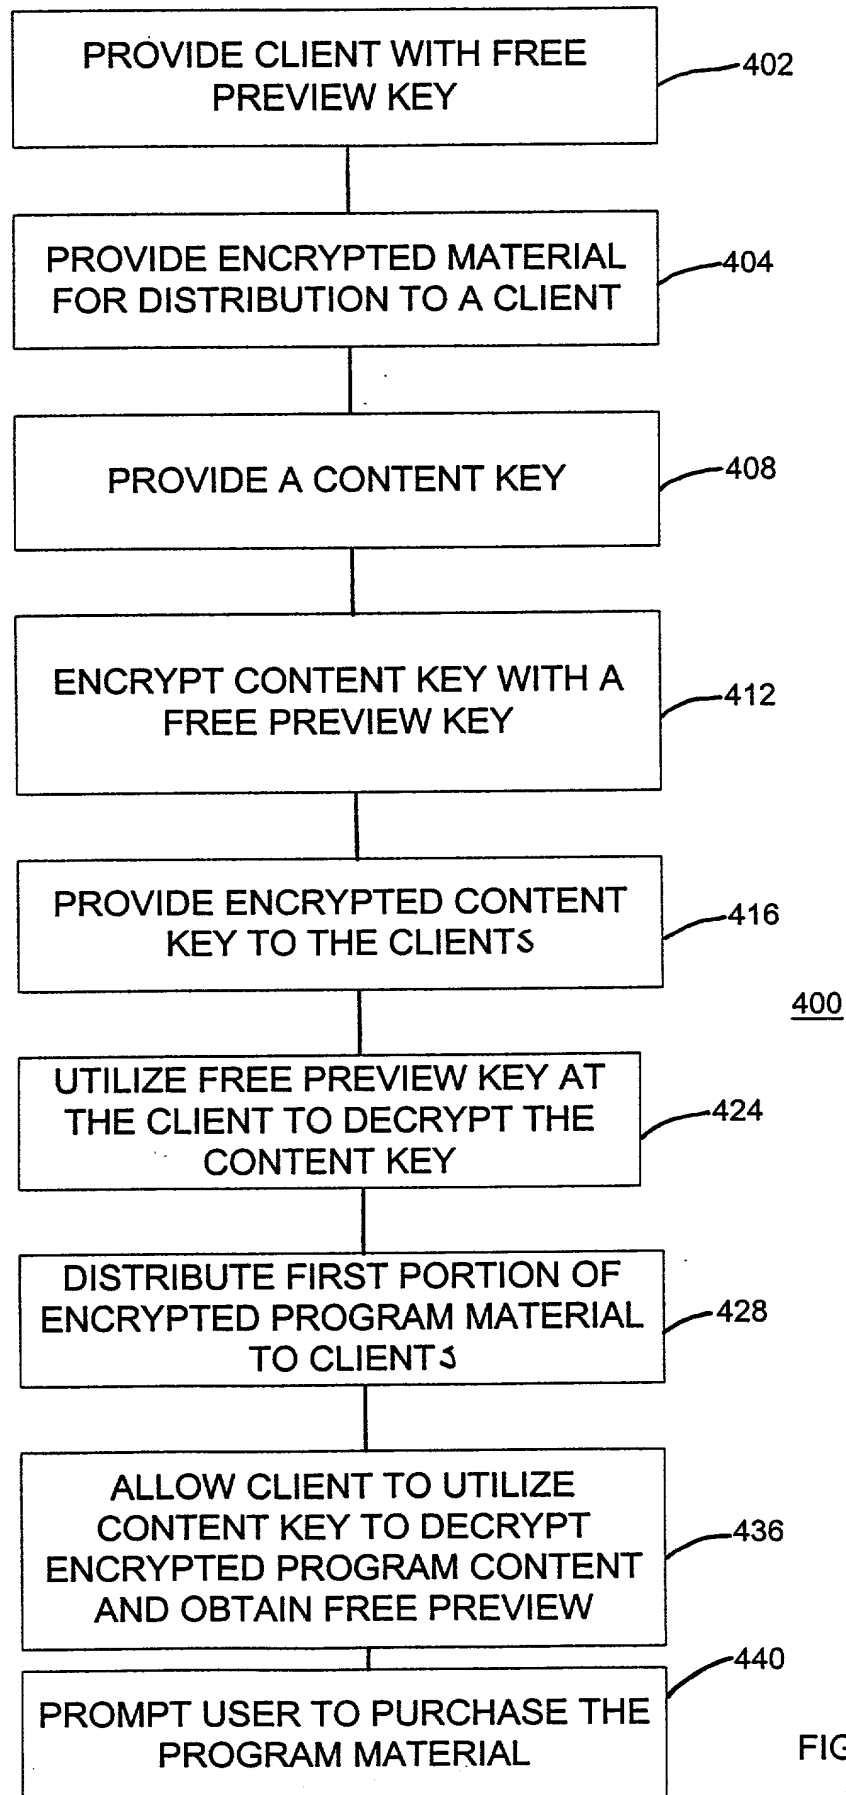 PROVIDE CLIENT WITH FREE
PREVIEW KEY
402
PROVIDE ENCRYPTED MATERIAL
FOR DISTRIBUTION TO A CLIENT
404
PROVIDE A CONTENT KEY
408
ENCRYPT CONTENT KEY WITH A
FREE PREVIEW KEY
412
PROVIDE ENCRYPTED CONTENT
KEY TO THE CLIENTS
416
400
UTILIZE FREE PREVIEW KEY AT
THE CLIENT TO DECRYPT THE
CONTENT KEY
424
DISTRIBUTE FIRST PORTION OF
ENCRYPTED PROGRAM MATERIAL
TO CLIENTS
428
ALLOW CLIENT TO UTILIZE
CONTENT KEY TO DECRYPT
ENCRYPTED PROGRAM CONTENT
AND OBTAIN FREE PREVIEW
436
440
PROMPT USER TO PURCHASE THE
PROGRAM MATERIAL
FIG